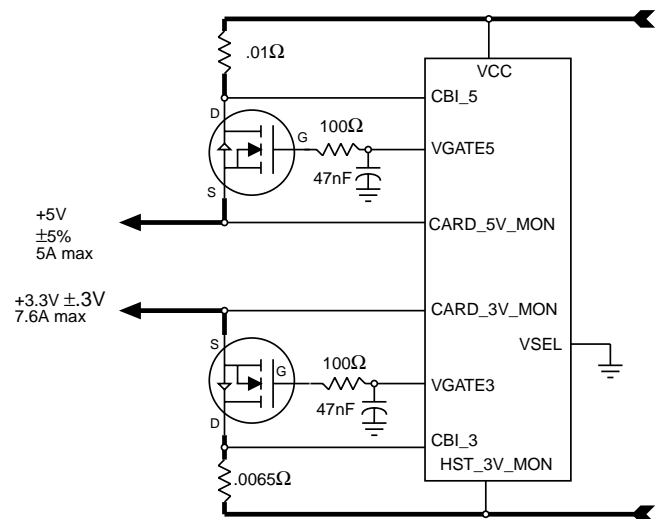 .01Ω
VCC
CBI_5
D
G
100Ω
VGATE5
47nF
S
+5V
±5%
5A max
CARD_5V_MON
+3.3V ±.3V
7.6A max
CARD_3V_MON
VSEL
S
G
100Ω
VGATE3
47nF
D
CBI_3
HST_3V_MON
.0065Ω